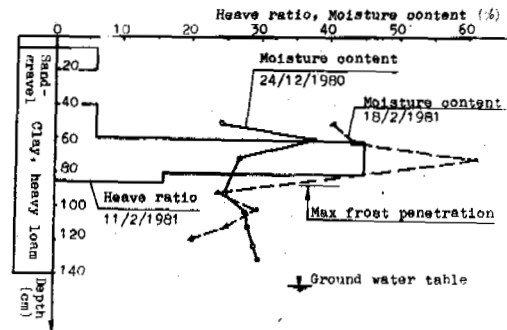 Heave ratio, Moisture content (%)
0 10 20 30 40 50 60
Moisture content
24/12/1980
Moisture content
18/2/1981
Sand-
gravel
Clay, heavy loam
20
40
60
80
100
120
140
Heave ratio
11/2/1981
Max frost penetration
Ground water table
Depth
(cm)